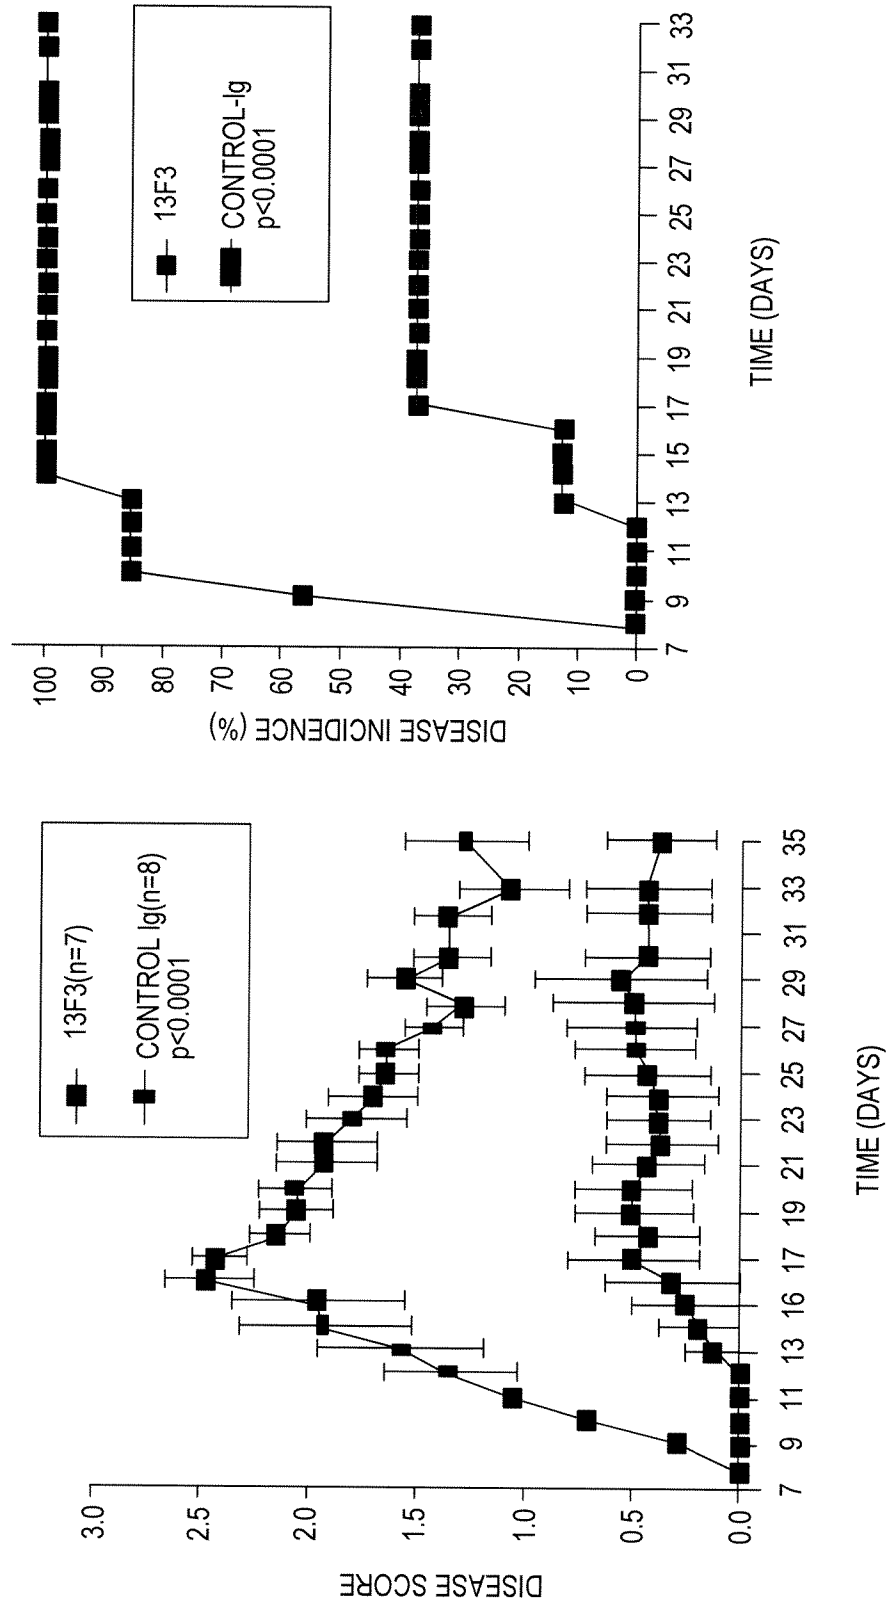 3.0
2.5
2.0
1.5
1.0
0.5
0.0
DISEASE SCORE
13F3(n=7)
CONTROL Ig(n=8)
p<0.0001
7 9 11 13 16 17 19 21 23 25 27 29 31 33 35
TIME (DAYS)
100
90
80
70
60
50
40
30
20
10
0
DISEASE INCIDENCE (%)
13F3
CONTROL-Ig
p<0.0001
7 9 11 13 15 17 19 21 23 25 27 29 31 33
TIME (DAYS)